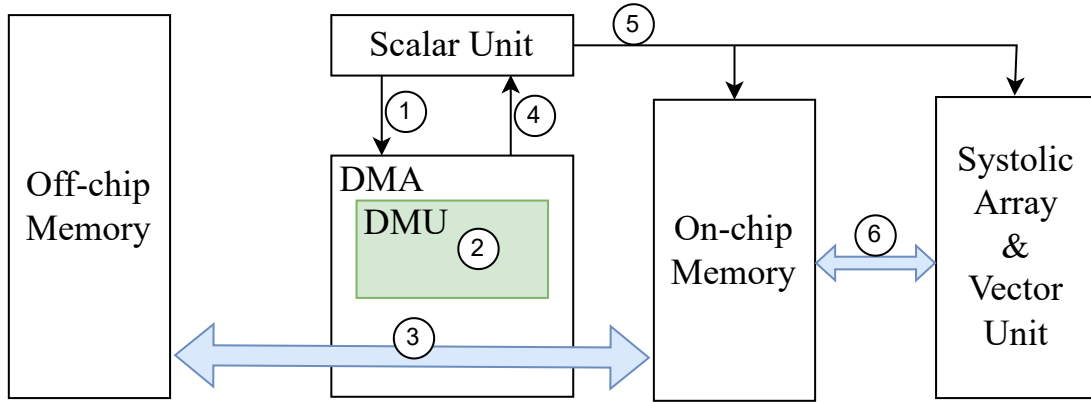 Scalar Unit
5
1
4
Off-chip
Memory
DMA
DMU
2
3
On-chip
Memory
6
Systolic
Array
&
Vector
Unit